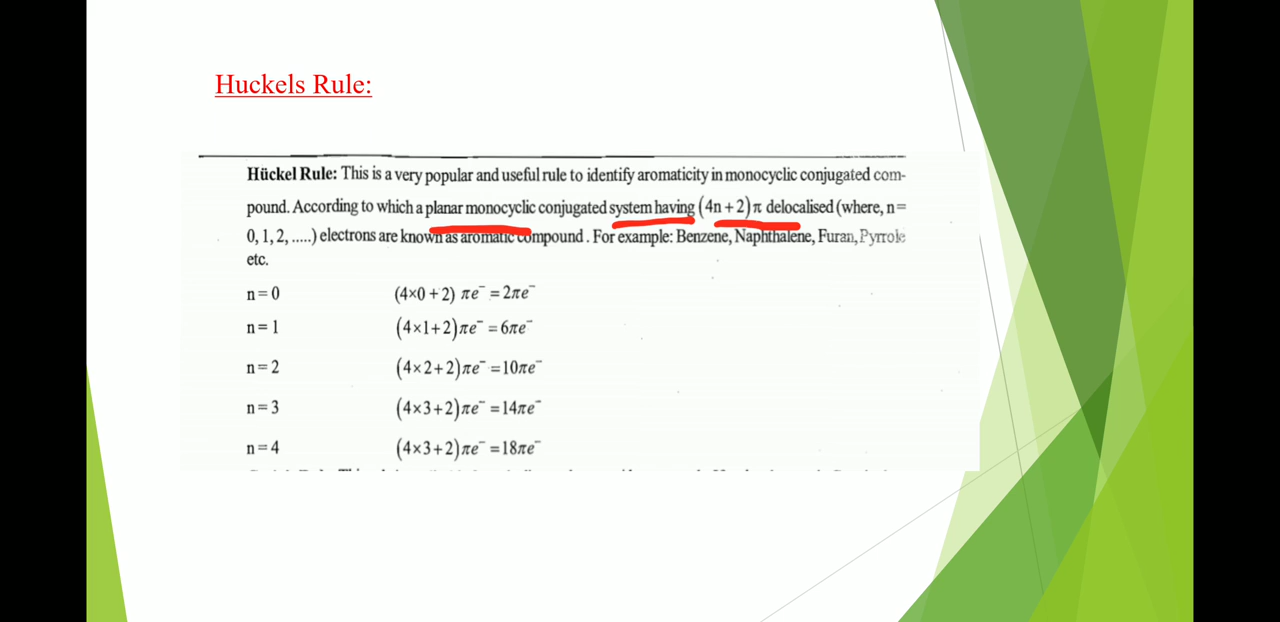 Huckels Rule:
Hückel Rule: This is a very popular and useful rule to identify aromaticity in monocyclic conjugated com-
pound. According to which a planar monocyclic conjugated system having (4n + 2) π delocalised (where, n =
0, 1, 2, .....) electrons are known as aromatic compound . For example: Benzene, Naphthalene, Furan, Pyrrole
etc.
n = 0 (4×0 + 2) πe⁻ = 2πe⁻
n = 1 (4×1+2)πe⁻ = 6πe⁻
n = 2 (4×2+2)πe⁻ = 10πe⁻
n = 3 (4×3+2)πe⁻ = 14πe⁻
n = 4 (4×3+2)πe⁻ = 18πe⁻